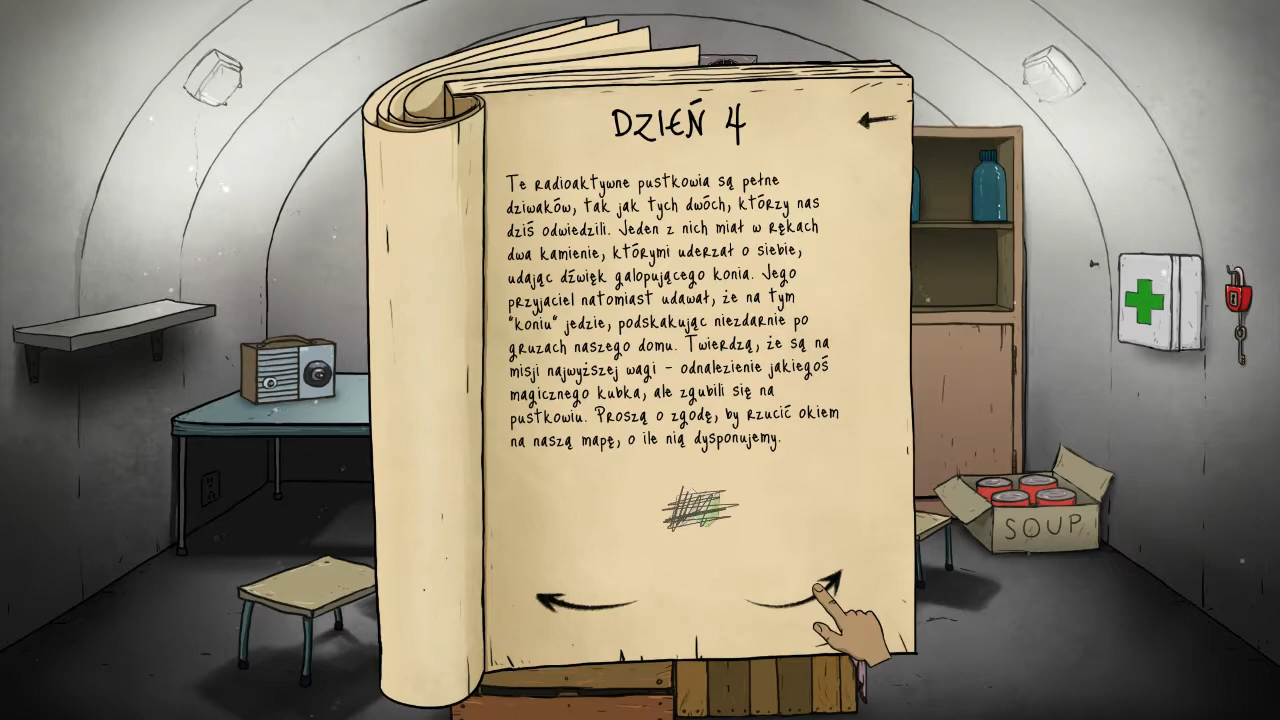 DZIEŃ 4
Te radioaktywne pustkowia są pełne
dziwaków, tak jak tych dwóch, którzy nas
dziś odwiedzili. Jeden z nich miał w rękach
dwa kamienie, którymi uderzał o siebie,
udając dźwięk galopującego konia. Jego
przyjaciel natomiast udawał, że na tym
"koniu" jedzie, podskakując niezdarnie po
gruzach naszego domu. Twierdzą, że są na
misji najwyższej wagi - odnalezienie jakiegoś
magicznego kubka, ale zgubili się na
pustkowiu. Proszą o zgodę, by rzucić okiem
na naszą mapę, o ile nią dysponujemy.
SOUP